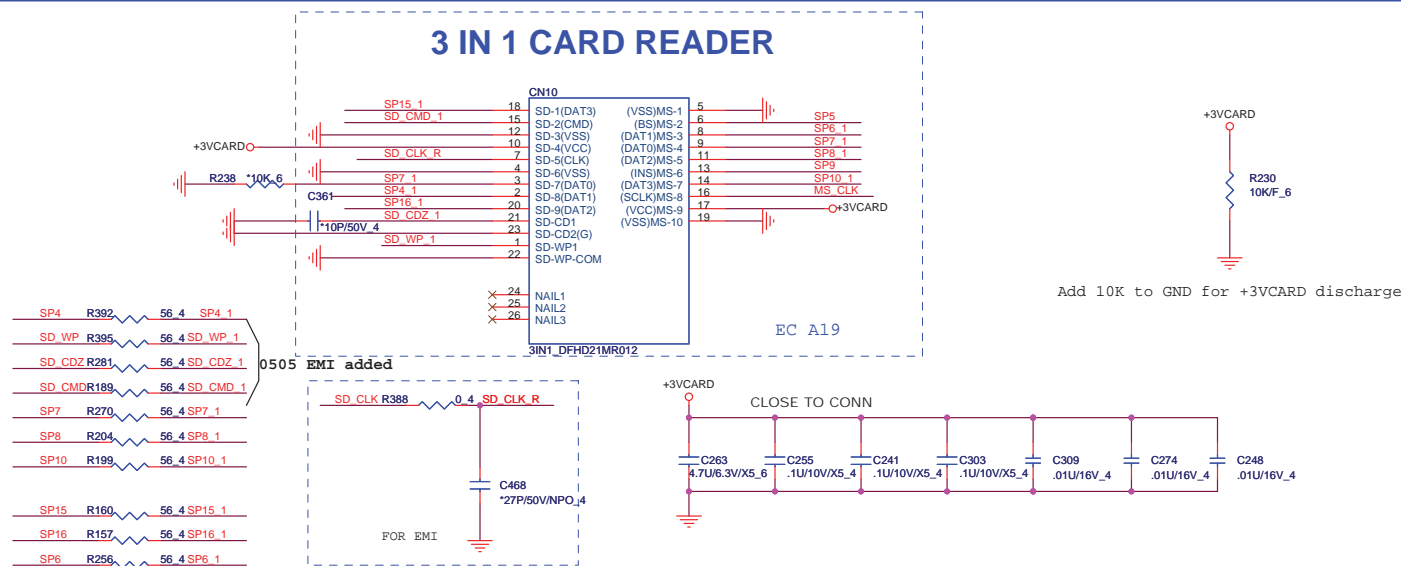 3 IN 1 CARD READER
CN10
SP15_1 18 SD-1(DAT3) (VSS)MS-1 5
SD_CMD_1 15 SD-2(CMD) (BS)MS-2 6 SP5
12 SD-3(VSS) (DAT1)MS-3 8 SP6_1
+3VCARD 10 SD-4(VCC) (DAT0)MS-4 9 SP7_1
SD_CLK_R 7 SD-5(CLK) (DAT2)MS-5 11 SP8_1
4 SD-6(VSS) (INS)MS-6 13 SP9
R238 *10K_6 SP7_1 3 SD-7(DAT0) (DAT3)MS-7 14 SP10_1
C361 SP4_1 2 SD-8(DAT1) (SCLK)MS-8 16 MS_CLK
SP16_1 20 SD-9(DAT2) (VCC)MS-9 17 +3VCARD
*10P/50V_4 SD_CDZ_1 21 SD-CD1 (VSS)MS-10 19
23 SD-CD2(G)
SD_WP_1 1 SD-WP1
22 SD-WP-COM
24 NAIL1
25 NAIL2
26 NAIL3
EC A19
3IN1_DFHD21MR012
+3VCARD
R230
10K/F_6
Add 10K to GND for +3VCARD discharge
SP4 R392 56_4 SP4_1
SD_WP R395 56_4 SD_WP_1
SD_CDZ R281 56_4 SD_CDZ_1
0505 EMI added
SD_CMD R189 56_4 SD_CMD_1
SP7 R270 56_4 SP7_1
SP8 R204 56_4 SP8_1
SP10 R199 56_4 SP10_1
SP15 R160 56_4 SP15_1
SP16 R157 56_4 SP16_1
SP6 R256 56_4 SP6_1
SD_CLK R388 0_4 SD_CLK_R
C468
*27P/50V/NPO_4
FOR EMI
+3VCARD
CLOSE TO CONN
C263 C255 C241 C303 C309 C274 C248
4.7U/6.3V/X5_6 .1U/10V/X5_4 .1U/10V/X5_4 .1U/10V/X5_4 .01U/16V_4 .01U/16V_4 .01U/16V_4